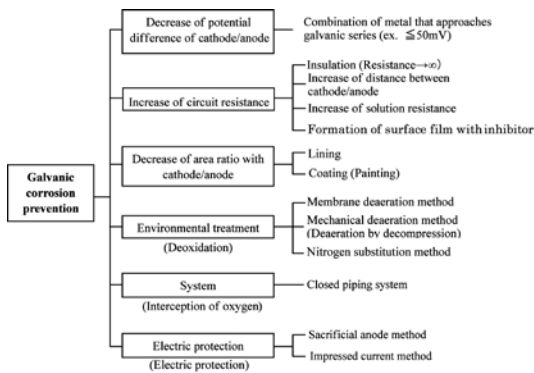 Galvanic
corrosion
prevention
Decrease of potential
difference of cathode/anode
Combination of metal that approaches
galvanic series (ex. ≦50mV)
Increase of circuit resistance
Insulation (Resistance→∞)
Increase of distance between
cathode/anode
Increase of solution resistance
Formation of surface film with inhibitor
Decrease of area ratio with
cathode/anode
Lining
Coating (Painting)
Environmental treatment
(Deoxidation)
Membrane deaeration method
Mechanical deaeration method
(Deaeration by decompression)
Nitrogen substitution method
System
(Interception of oxygen)
Closed piping system
Electric protection
(Electric protection)
Sacrificial anode method
Impressed current method